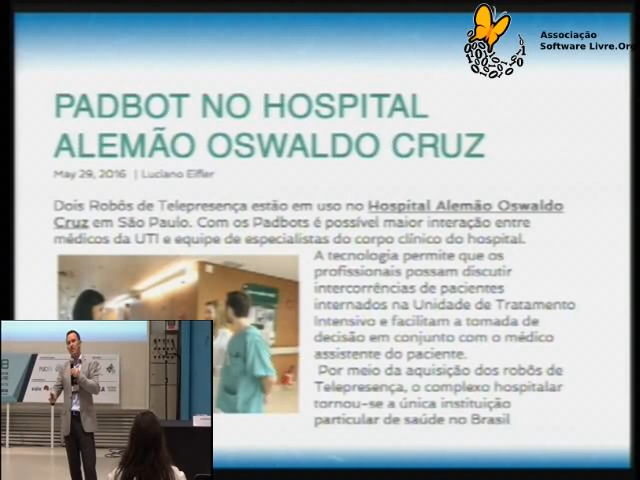 Associação
Software Livre.Or
PADBOT NO HOSPITAL
ALEMÃO OSWALDO CRUZ
May 29, 2016 | Luciano Eifler
Dois Robôs de Telepresença estão em uso no Hospital Alemão Oswaldo
Cruz em São Paulo. Com os Padbots é possível maior interação entre
médicos da UTI e equipe de especialistas do corpo clínico do hospital.
A tecnologia permite que os
profissionais possam discutir
intercorrências de pacientes
internados na Unidade de Tratamento
Intensivo e facilitam a tomada de
decisão em conjunto com o médico
assistente do paciente.
Por meio da aquisição dos robôs de
Telepresença, o complexo hospitalar
tornou-se a única instituição
particular de saúde no Brasil